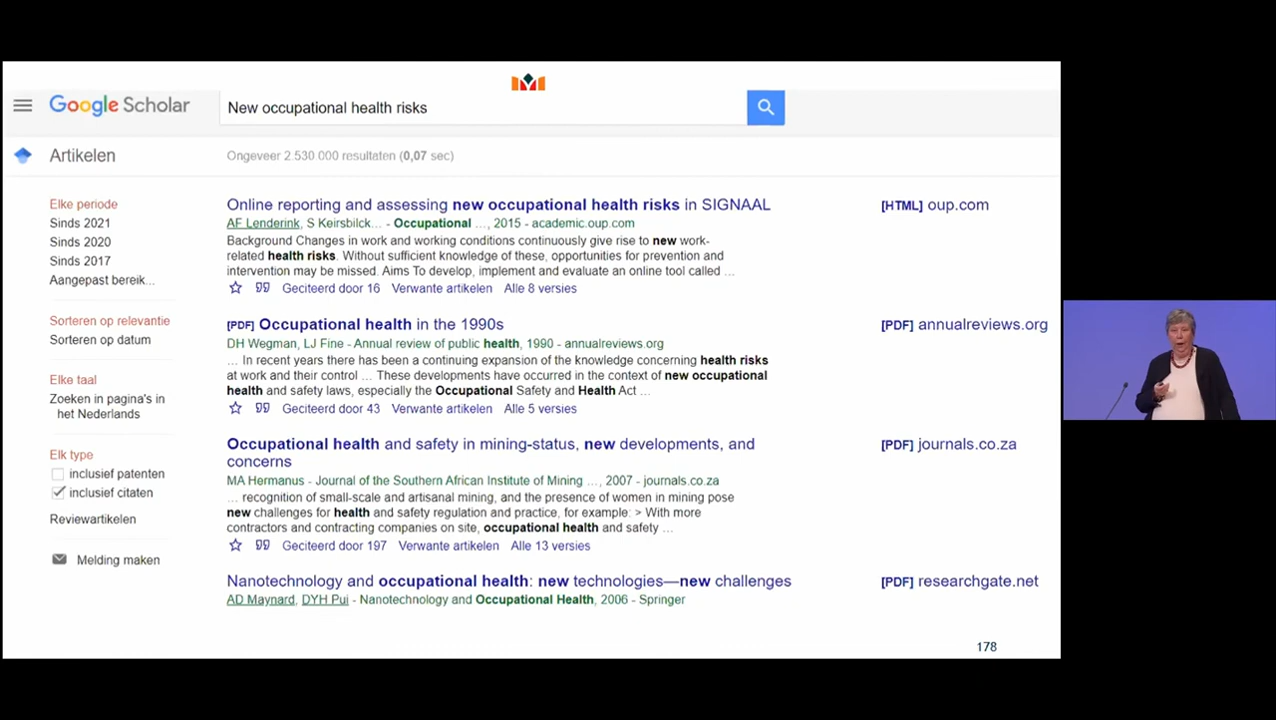 Google Scholar
New occupational health risks
Artikelen
Ongeveer 2.530.000 resultaten (0,07 sec)
Elke periode
Sinds 2021
Sinds 2020
Sinds 2017
Aangepast bereik...
Sorteren op relevantie
Sorteren op datum
Elke taal
Zoeken in pagina's in
het Nederlands
Elk type
inclusief patenten
inclusief citaten
Reviewartikelen
Melding maken
Online reporting and assessing new occupational health risks in SIGNAAL
[HTML] oup.com
AF Lenderink, S Keirsbilck... - Occupational ..., 2015 - academic.oup.com
Background Changes in work and working conditions continuously give rise to new work-
related health risks. Without sufficient knowledge of these, opportunities for prevention and
intervention may be missed. Aims To develop, implement and evaluate an online tool called ...
Geciteerd door 16 Verwante artikelen Alle 8 versies
[PDF] Occupational health in the 1990s
[PDF] annualreviews.org
DH Wegman, LJ Fine - Annual review of public health, 1990 - annualreviews.org
... In recent years there has been a continuing expansion of the knowledge concerning health risks
at work and their control ... These developments have occurred in the context of new occupational
health and safety laws, especially the Occupational Safety and Health Act ...
Geciteerd door 43 Verwante artikelen Alle 5 versies
Occupational health and safety in mining-status, new developments, and
concerns
[PDF] journals.co.za
MA Hermanus - Journal of the Southern African Institute of Mining ..., 2007 - journals.co.za
... recognition of small-scale and artisanal mining, and the presence of women in mining pose
new challenges for health and safety regulation and practice, for example: > With more
contractors and contracting companies on site, occupational health and safety ...
Geciteerd door 197 Verwante artikelen Alle 13 versies
Nanotechnology and occupational health: new technologies—new challenges
[PDF] researchgate.net
AD Maynard, DYH Pui - Nanotechnology and Occupational Health, 2006 - Springer
178